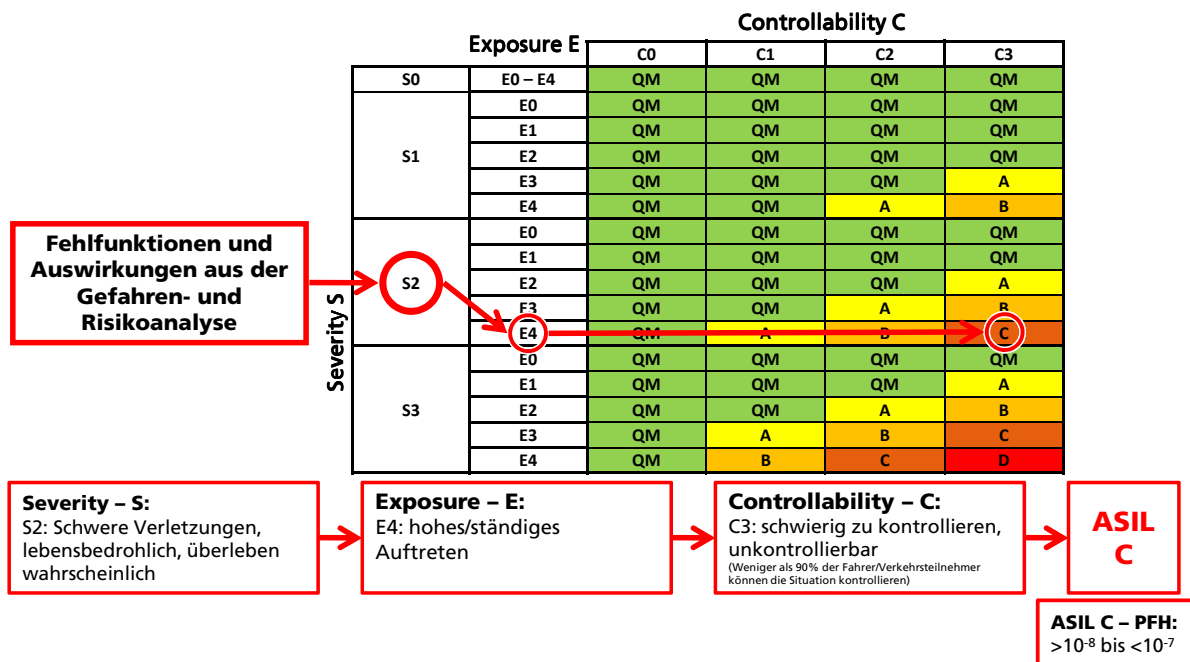 Controllability C
Exposure E
C0 C1 C2 C3
S0 E0 – E4 QM QM QM QM
E0 QM QM QM QM
E1 QM QM QM QM
S1 E2 QM QM QM QM
E3 QM QM QM A
E4 QM QM A B
Fehlfunktionen und
Auswirkungen aus der
Gefahren- und
Risikoanalyse
Severity S
E0 QM QM QM QM
E1 QM QM QM QM
S2 E2 QM QM QM A
E3 QM QM A B
E4 QM A B C
E0 QM QM QM QM
E1 QM QM QM A
S3 E2 QM QM A B
E3 QM A B C
E4 QM B C D
Severity – S:
S2: Schwere Verletzungen,
lebensbedrohlich, überleben
wahrscheinlich
Exposure – E:
E4: hohes/ständiges
Auftreten
Controllability – C:
C3: schwierig zu kontrollieren,
unkontrollierbar
(Weniger als 90% der Fahrer/Verkehrsteilnehmer
können die Situation kontrollieren)
ASIL
C
ASIL C – PFH:
>10⁻⁸ bis <10⁻⁷